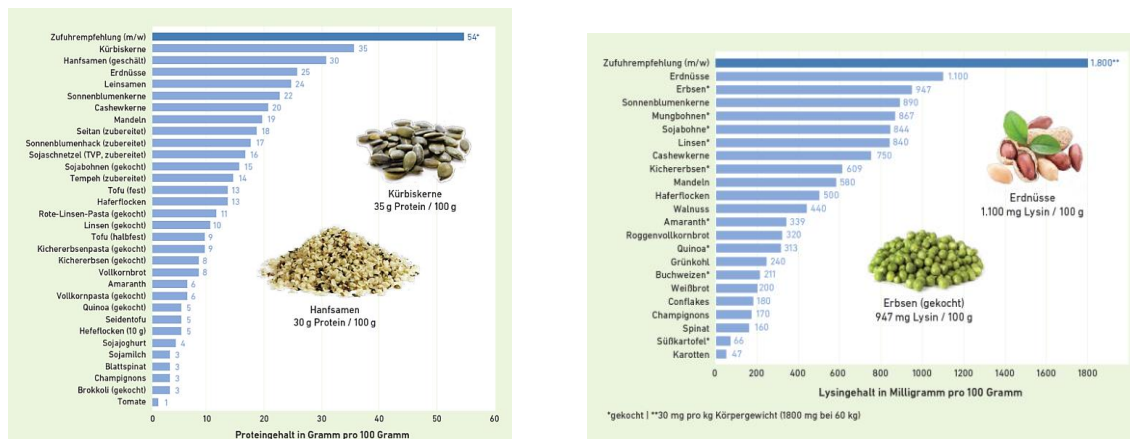 Zufuhrempfehlung (m/w) 54*
Kürbiskerne 35
Hanfsamen (geschält) 30
Erdnüsse 25
Leinsamen 24
Sonnenblumenkerne 22
Cashewkerne 20
Mandeln 19
Seitan (zubereitet) 18
Sonnenblumenhack (zubereitet) 17
Sojaschnetzel (TVP, zubereitet) 16
Sojabohnen (gekocht) 15
Tempeh (zubereitet) 14
Tofu (fest) 13
Haferflocken 13
Rote-Linsen-Pasta (gekocht) 11
Linsen (gekocht) 10
Tofu (halbfest) 9
Kichererbsenpasta (gekocht) 9
Kichererbsen (gekocht) 8
Vollkornbrot 8
Amaranth 6
Vollkornpasta (gekocht) 6
Quinoa (gekocht) 5
Seidentofu 5
Hefeflocken (10 g) 5
Sojajoghurt 4
Sojamilch 3
Blattspinat 3
Champignons 3
Brokkoli (gekocht) 3
Tomate 1
0 10 20 30 40 50 60
Proteingehalt in Gramm pro 100 Gramm
Kürbiskerne
35 g Protein / 100 g
Hanfsamen
30 g Protein / 100 g
Zufuhrempfehlung (m/w) 1.800**
Erdnüsse 1.100
Erbsen* 947
Sonnenblumenkerne 890
Mungbohnen* 867
Sojabohne* 844
Linsen* 840
Cashewkerne 750
Kichererbsen* 609
Mandeln 580
Haferflocken 500
Walnuss 440
Amaranth* 339
Roggenvollkornbrot 320
Quinoa* 313
Grünkohl 240
Buchweizen* 211
Weißbrot 200
Conflakes 180
Champignons 170
Spinat 160
Süßkartofel* 66
Karotten 47
0 200 400 600 800 1000 1200 1400 1600 1800
Lysingehalt in Milligramm pro 100 Gramm
Erdnüsse
1.100 mg Lysin / 100 g
Erbsen (gekocht)
947 mg Lysin / 100 g
*gekocht | **30 mg pro kg Körpergewicht (1800 mg bei 60 kg)